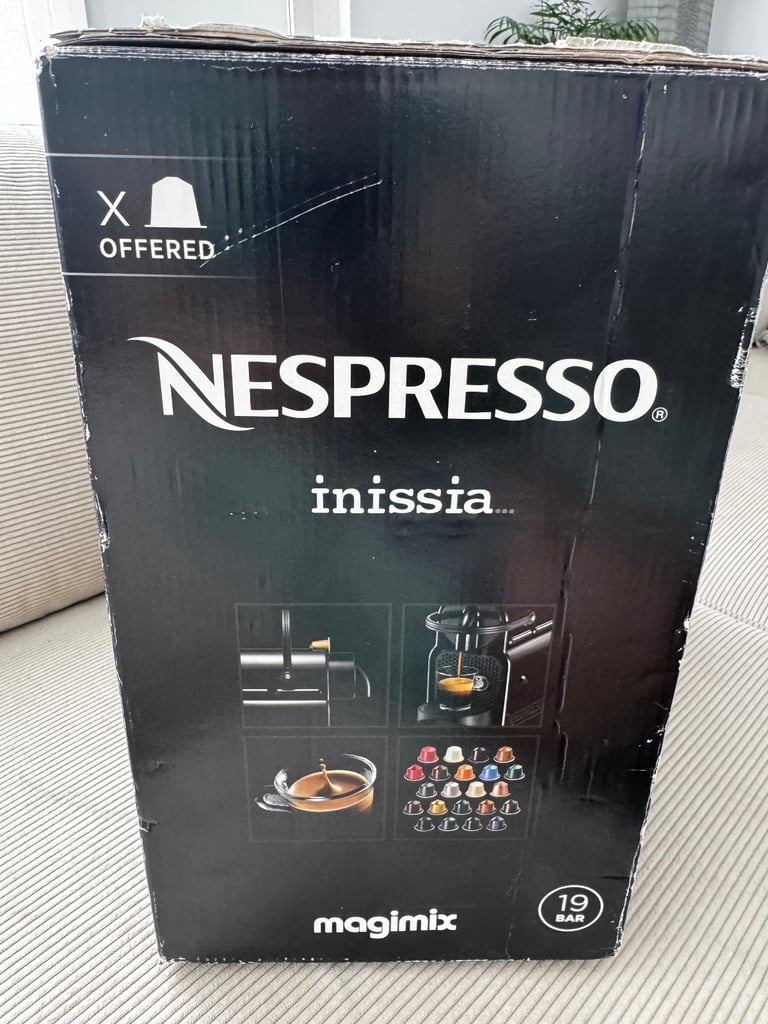 X
OFFERED
NESPRESSO®
inissia...
magimix
19
BAR